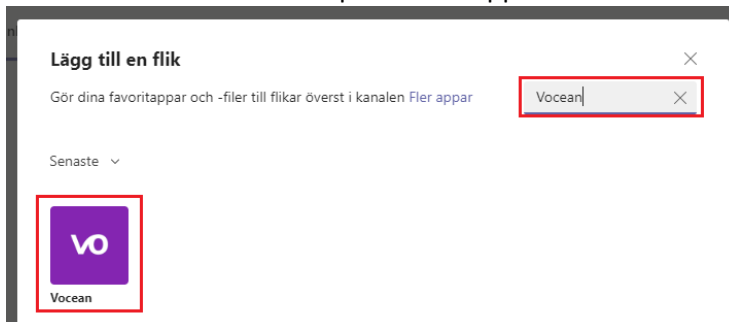 Lägg till en flik
Gör dina favoritappar och -filer till flikar överst i kanalen Fler appar
Vocean
Senaste
VO
Vocean